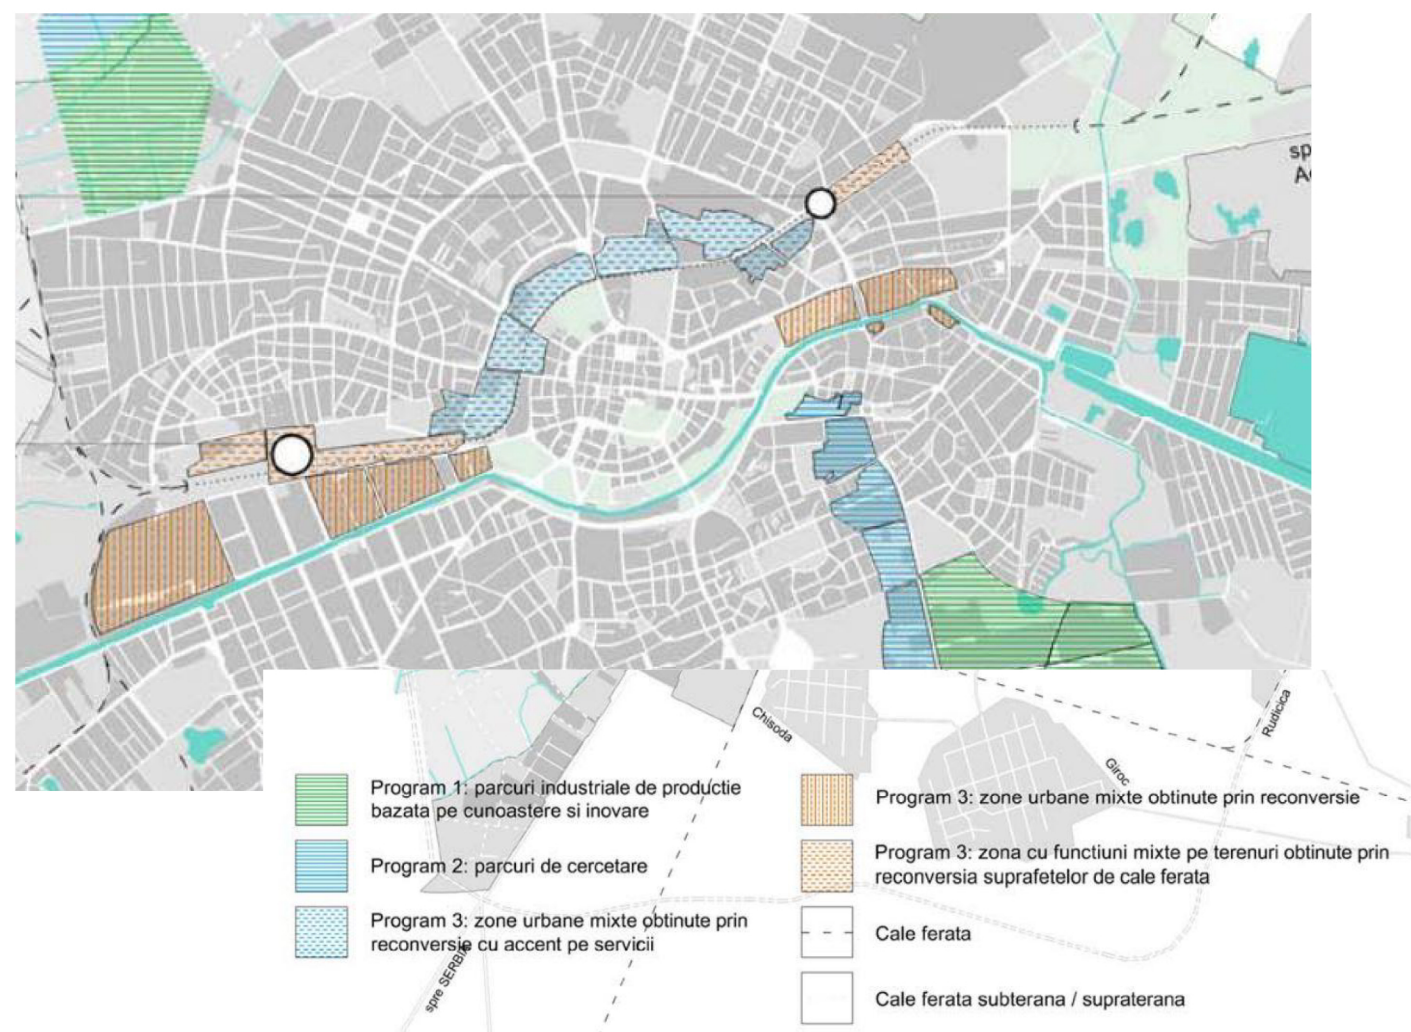 sp
A
Chisoda
Rudicica
Giroc
Program 1: parcuri industriale de productie
bazata pe cunoastere si inovare
Program 2: parcuri de cercetare
Program 3: zone urbane mixte obtinute prin
reconversie cu accent pe servicii
spre SERBIA
Program 3: zone urbane mixte obtinute prin reconversie
Program 3: zona cu functiuni mixte pe terenuri obtinute prin
reconversia suprafetelor de cale ferata
Cale ferata
Cale ferata subterana / supraterana